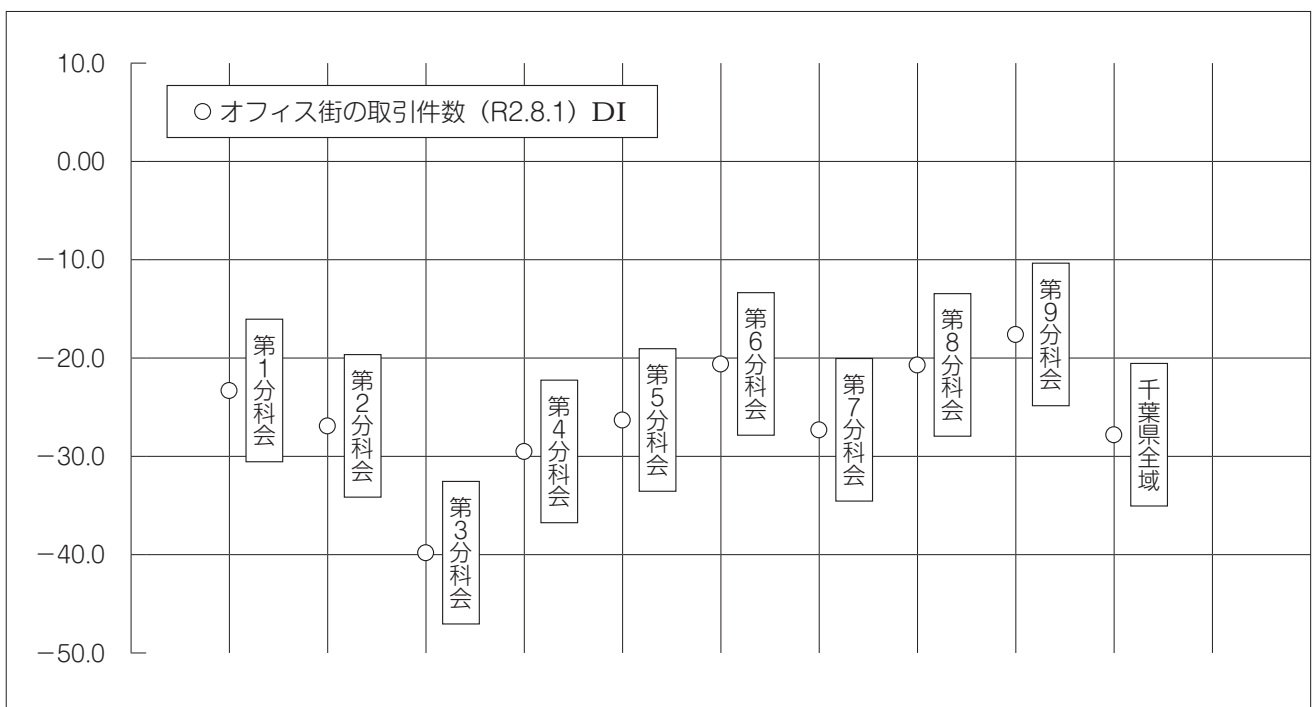 10.0
0.00
−10.0
−20.0
−30.0
−40.0
−50.0
○ オフィス街の取引件数（R2.8.1）DI
第1分科会
第2分科会
第3分科会
第4分科会
第5分科会
第6分科会
第7分科会
第8分科会
第9分科会
千葉県全域